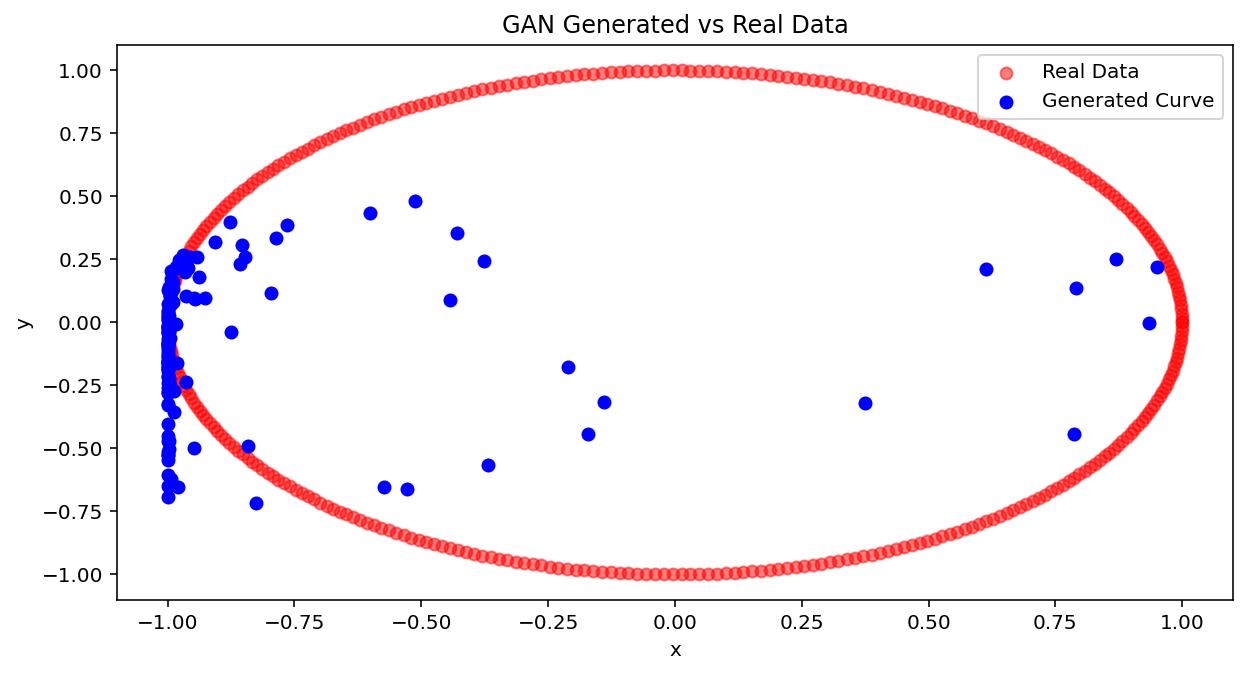 GAN Generated vs Real Data
Real Data
Generated Curve
1.00
0.75
0.50
0.25
0.00
−0.25
−0.50
−0.75
−1.00
y
−1.00 −0.75 −0.50 −0.25 0.00 0.25 0.50 0.75 1.00
x